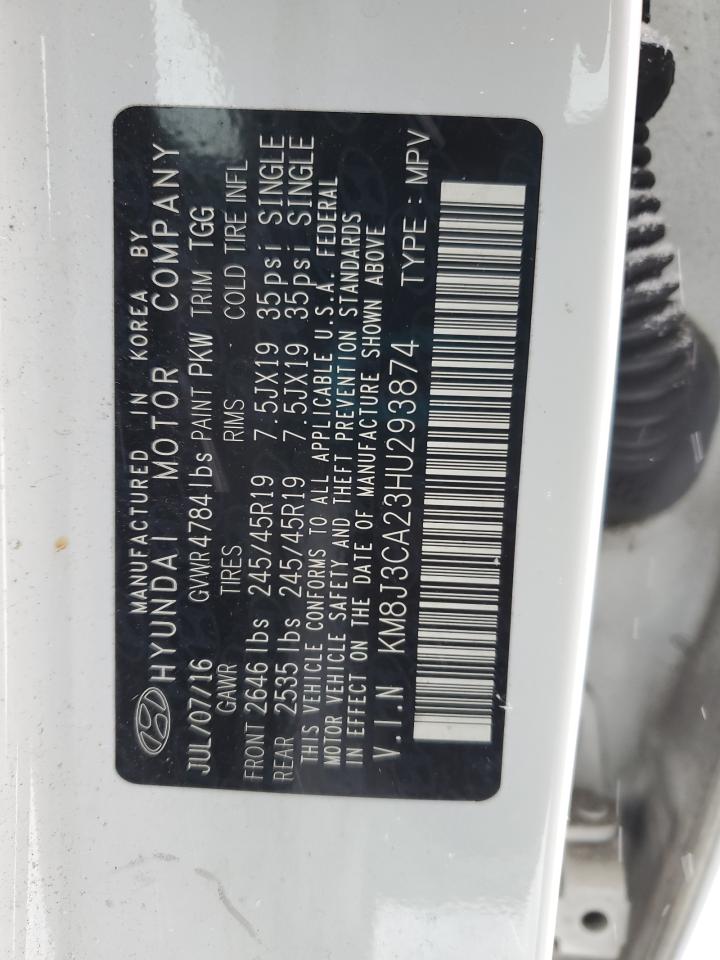 MANUFACTURED IN KOREA BY
HYUNDAI MOTOR COMPANY
JUL/07/16 GVWR 4784 lbs PAINT PKW TRIM TGG
GAWR TIRES RIMS COLD TIRE INFL
FRONT 2646 lbs 245/45R19 7.5JX19 35psi SINGLE
REAR 2535 lbs 245/45R19 7.5JX19 35psi SINGLE
THIS VEHICLE CONFORMS TO ALL APPLICABLE U.S.A. FEDERAL
MOTOR VEHICLE SAFETY AND THEFT PREVENTION STANDARDS
IN EFFECT ON THE DATE OF MANUFACTURE SHOWN ABOVE
V.I.N KM8J3CA23HU293874 TYPE : MPV